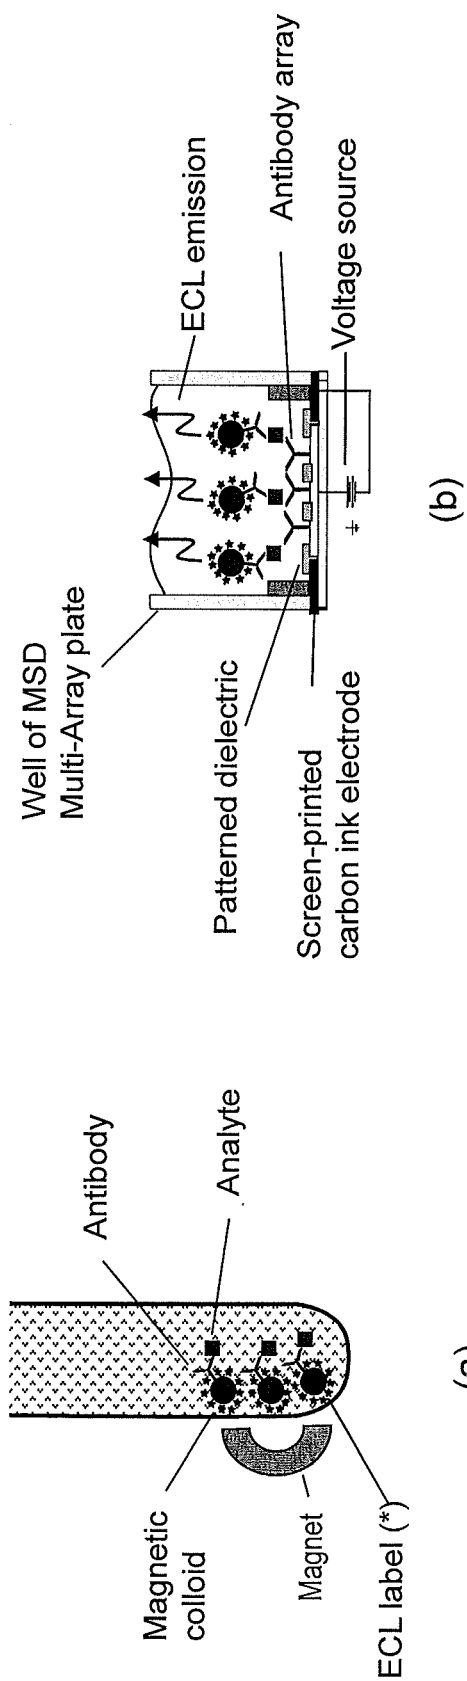 Antibody
Analyte
Magnetic
colloid
Magnet
ECL label (*)
Well of MSD
Multi-Array plate
ECL emission
Antibody array
Patterned dielectric
Voltage source
Screen-printed
carbon ink electrode
(b)